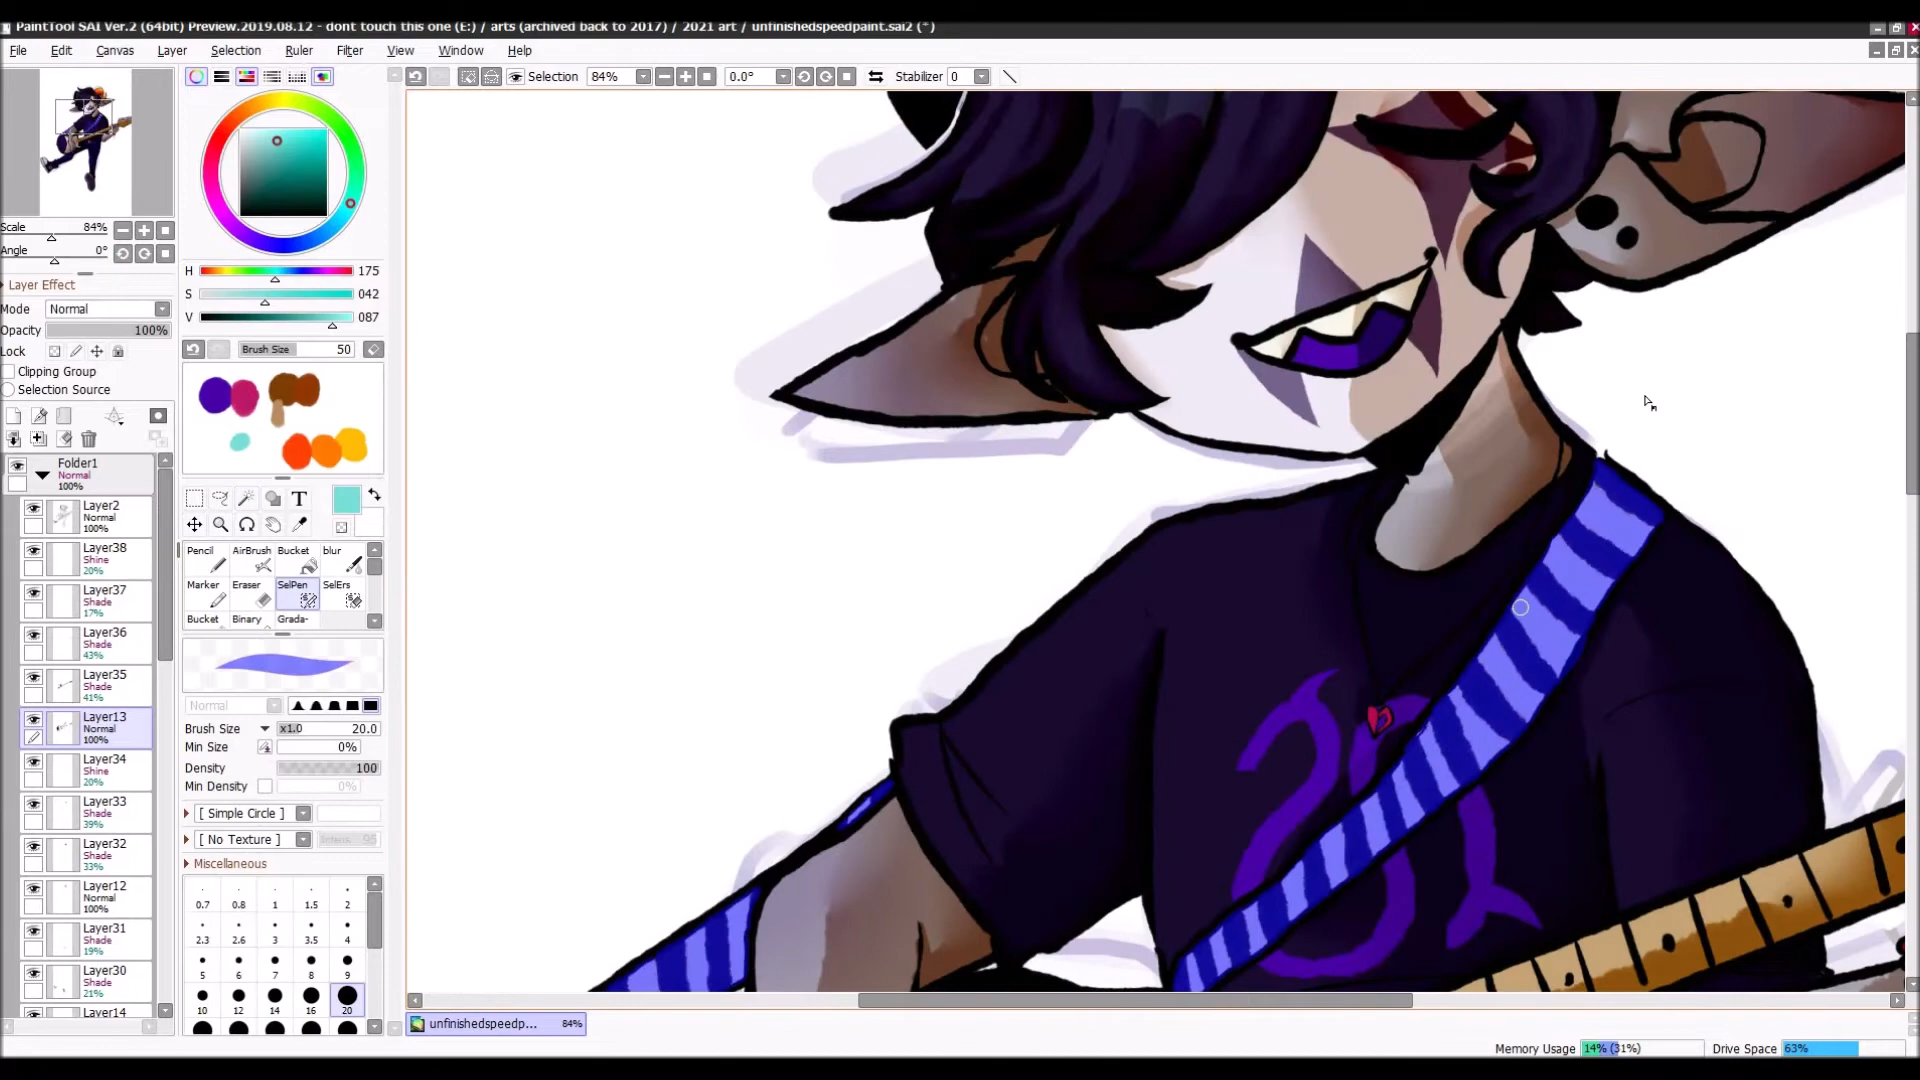 PaintTool SAI Ver.2 (64bit) Preview.2019.08.12 - dont touch this one (E:) / arts (archived back to 2017) / 2021 art / unfinishedspeedpaint.sai2 (*)
File Edit Canvas Layer Selection Ruler Filter View Window Help
Selection 84% 0.0° Stabilizer 0
Scale 84%
Angle 0°
Layer Effect
Mode Normal
Opacity 100%
Lock
Clipping Group
Selection Source
Folder1
Normal
100%
Layer2
Normal
100%
Layer38
Shine
20%
Layer37
Shade
17%
Layer36
Shade
43%
Layer35
Shade
41%
Layer13
Normal
100%
Layer34
Shine
20%
Layer33
Shade
39%
Layer32
Shade
33%
Layer12
Normal
100%
Layer31
Shade
19%
Layer30
Shade
21%
Layer14
H 175
S 042
V 087
Brush Size 50
T
Pencil AirBrush Bucket blur
Marker Eraser SelPen SelErs
Bucket Binary Grada-
Normal
Brush Size x1.0 20.0
Min Size 0%
Density 100
Min Density 0%
[ Simple Circle ]
[ No Texture ] 95
Miscellaneous
0.7 0.8 1 1.5 2
2.3 2.6 3 3.5 4
5 6 7 8 9
10 12 14 16 20
unfinishedspeedp... 84%
Memory Usage 14% (31%) Drive Space 63%